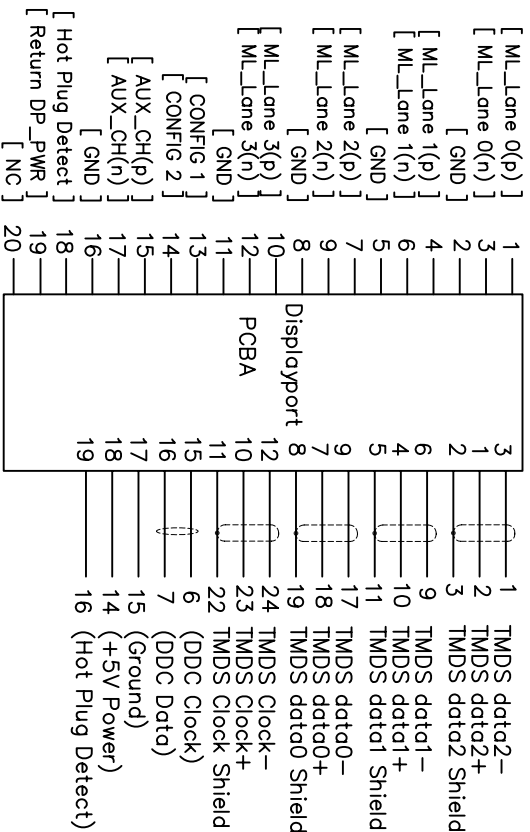 [ ML_Lane 0(p) ] 1
[ ML_Lane 0(n) ] 3
[ GND ] 2
[ ML_Lane 1(p) ] 4
[ ML_Lane 1(n) ] 6
[ GND ] 5
[ ML_Lane 2(p) ] 7
[ ML_Lane 2(n) ] 9
[ GND ] 8
[ ML_Lane 3(p) ] 10
[ ML_Lane 3(n) ] 12
[ GND ] 11
[ CONFIG 1 ] 13
[ CONFIG 2 ] 14
[ AUX_CH(p) ] 15
[ AUX_CH(n) ] 17
[ GND ] 16
[ Hot Plug Detect ] 18
[ Return DP_PWR ] 19
[ NC ] 20
Displayport
PCBA
3 1 TMDS data2-
1 2 TMDS data2+
2 3 TMDS data2 Shield
6 9 TMDS data1-
4 10 TMDS data1+
5 11 TMDS data1 Shield
9 17 TMDS data0-
7 18 TMDS data0+
8 19 TMDS data0 Shield
12 24 TMDS Clock-
10 23 TMDS Clock+
11 22 TMDS Clock Shield
15 6 (DDC Clock)
16 7 (DDC Data)
17 15 (Ground)
18 14 (+5V Power)
19 16 (Hot Plug Detect)